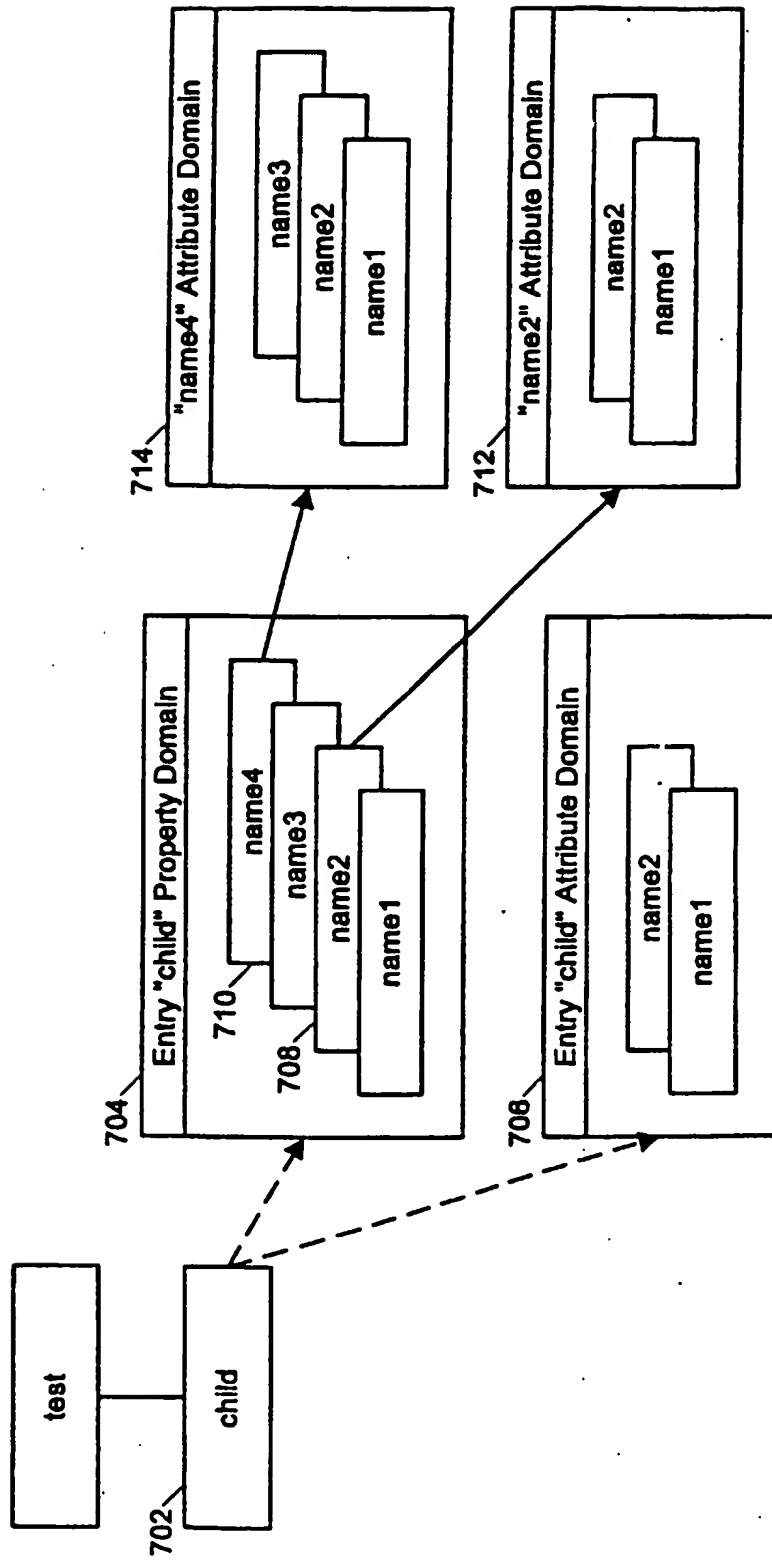 test
702
child
704
Entry "child" Property Domain
710
name4
name3
708
name2
name1
706
Entry "child" Attribute Domain
name2
name1
714
"name4" Attribute Domain
name3
name2
name1
712
"name2" Attribute Domain
name2
name1